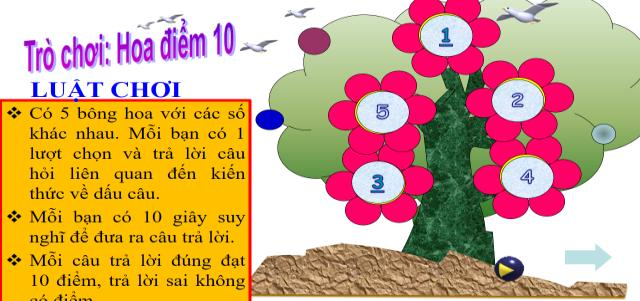 Trò chơi: Hoa điểm 10
LUẬT CHƠI
❖ Có 5 bông hoa với các số
khác nhau. Mỗi bạn có 1
lượt chọn và trả lời câu
hỏi liên quan đến kiến
thức về dấu câu.
❖ Mỗi bạn có 10 giây suy
nghĩ để đưa ra câu trả lời.
❖ Mỗi câu trả lời đúng đạt
10 điểm, trả lời sai không
có điểm
1
5
2
3
4